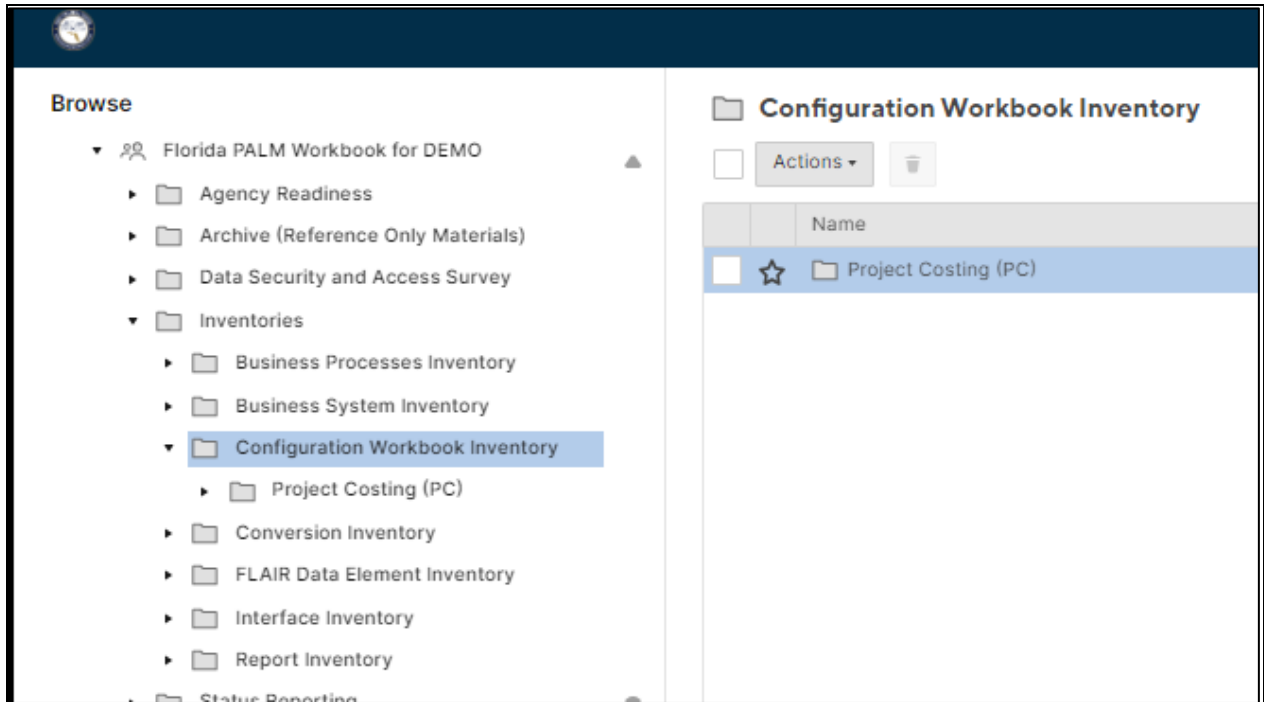 Browse
Florida PALM Workbook for DEMO
Agency Readiness
Archive (Reference Only Materials)
Data Security and Access Survey
Inventories
Business Processes Inventory
Business System Inventory
Configuration Workbook Inventory
Project Costing (PC)
Conversion Inventory
FLAIR Data Element Inventory
Interface Inventory
Report Inventory
Status Reporting
Configuration Workbook Inventory
Actions
Name
Project Costing (PC)